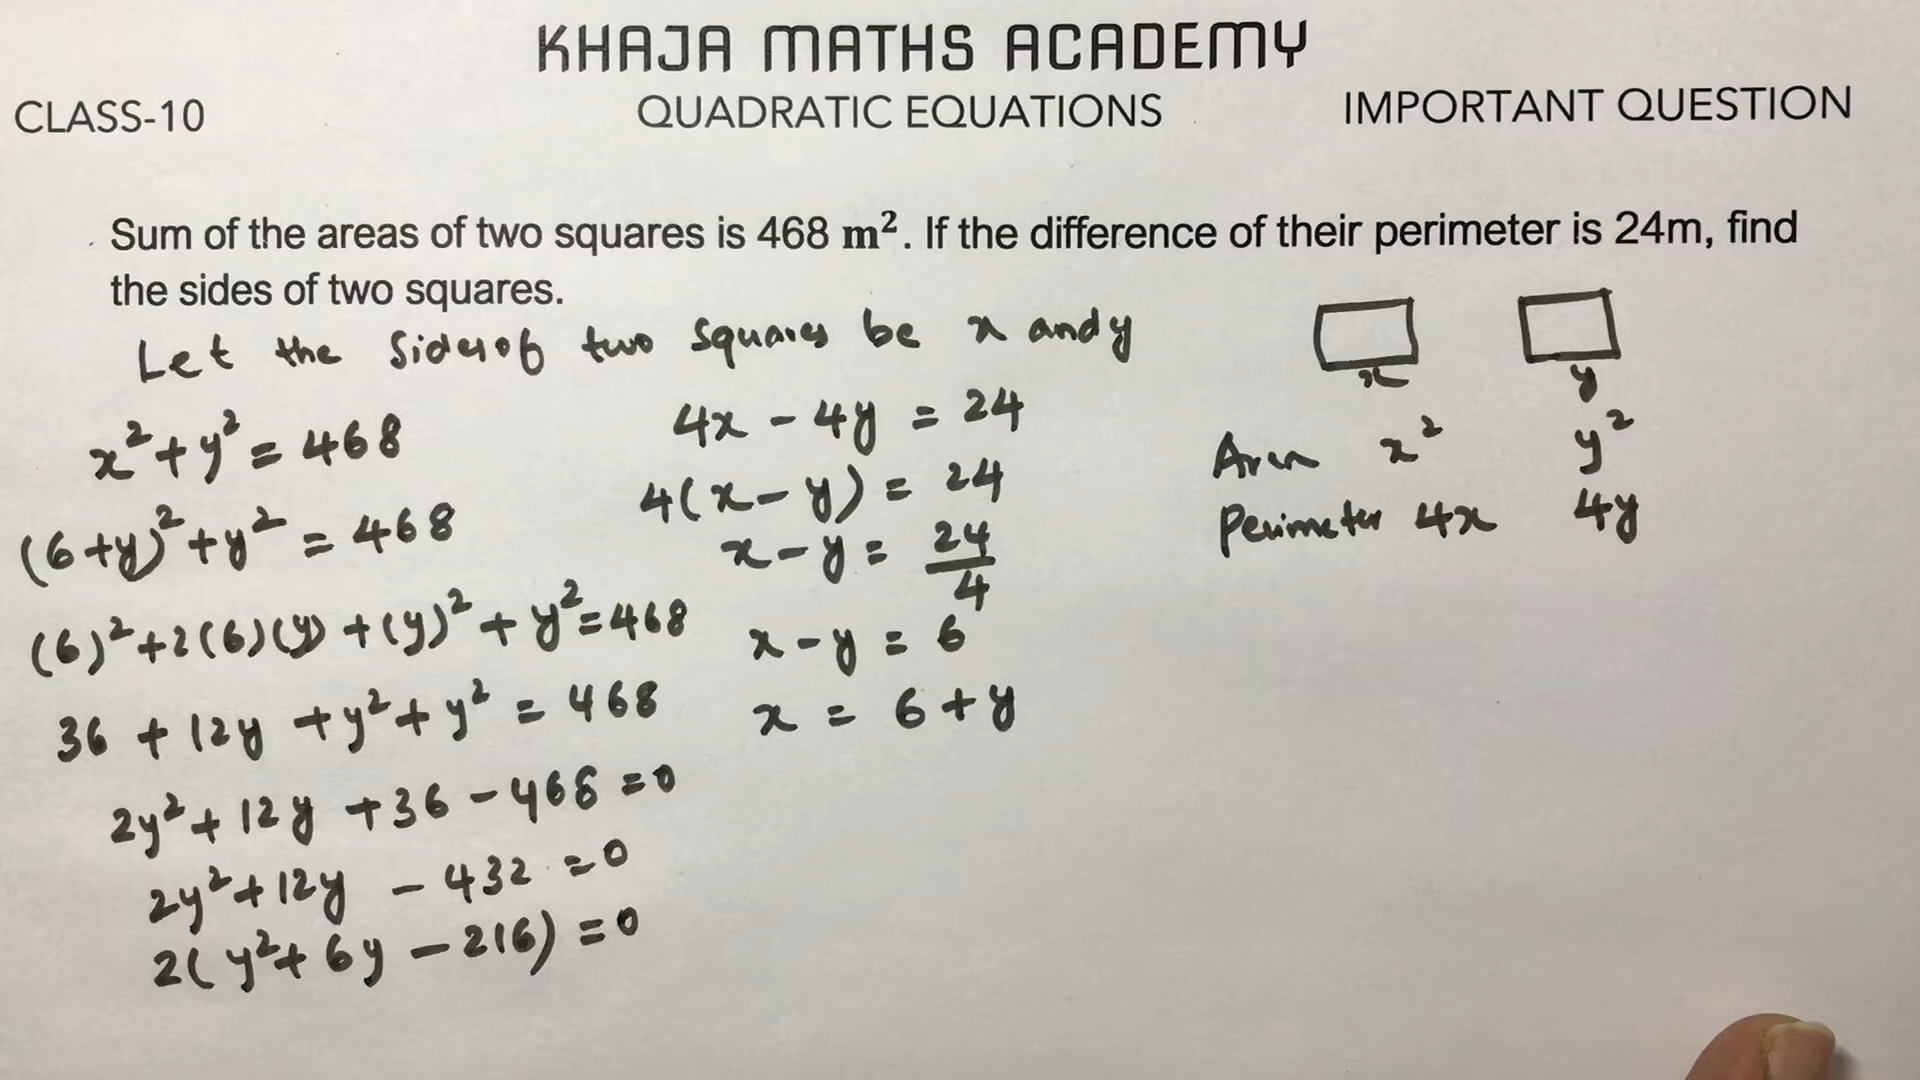 KHAJA MATHS ACADEMY
CLASS-10 QUADRATIC EQUATIONS IMPORTANT QUESTION
Sum of the areas of two squares is 468 m². If the difference of their perimeter is 24m, find
the sides of two squares.
Let the sides of two squares be x and y
x² + y² = 468
(6+y)² + y² = 468
(6)² + 2(6)(y) + (y)² + y² = 468
36 + 12y + y² + y² = 468
2y² + 12y + 36 - 468 = 0
2y² + 12y - 432 = 0
2(y² + 6y - 216) = 0
4x - 4y = 24
4(x - y) = 24
x - y = 24/4
x - y = 6
x = 6 + y
x y
Area x² y²
Perimeter 4x 4y